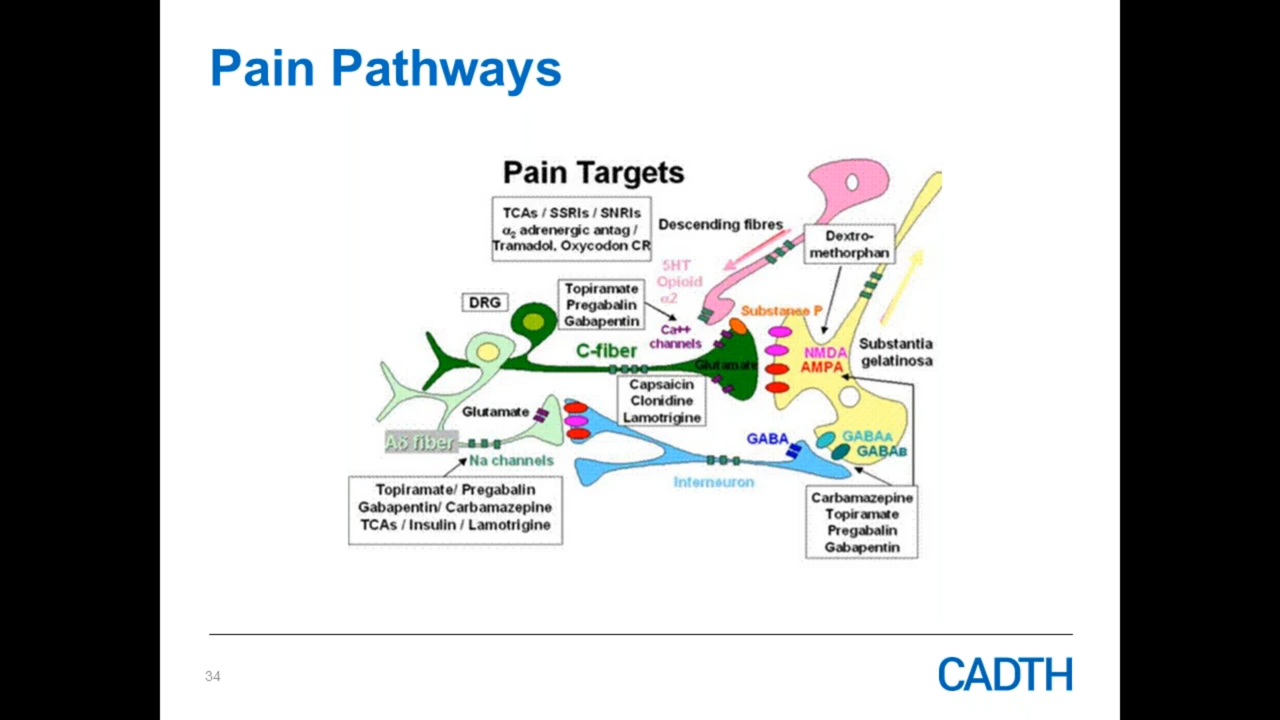 Pain Pathways
Pain Targets
TCAs / SSRIs / SNRIs
α2 adrenergic antag /
Tramadol, Oxycodon CR
Descending fibres
Dextro-
methorphan
5HT
Opioid
α2
Topiramate
Pregabalin
Gabapentin
DRG
Substance P
Ca++
channels
C-fiber
Glutamate
NMDA
AMPA
Substantia
gelatinosa
Capsaicin
Clonidine
Lamotrigine
Glutamate
Aδ fiber
Na channels
GABA
GABAA
GABAB
Interneuron
Topiramate/ Pregabalin
Gabapentin/ Carbamazepine
TCAs / Insulin / Lamotrigine
Carbamazepine
Topiramate
Pregabalin
Gabapentin
34
CADTH